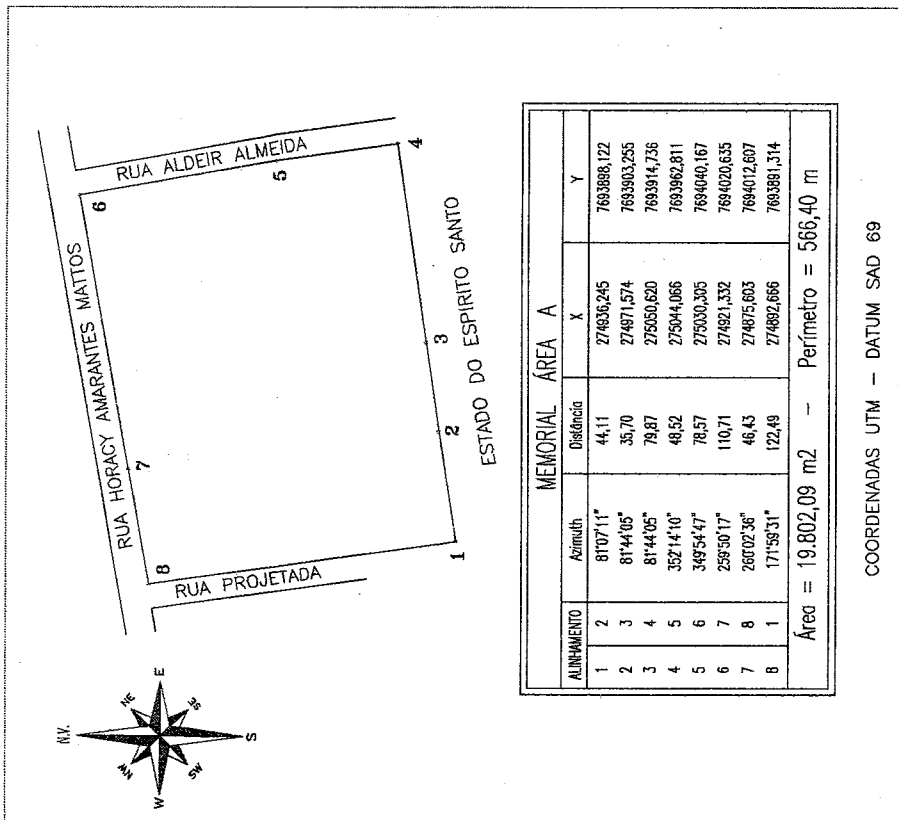 N.V.
NE
E
SE
S
SW
W
WN
RUA HORACY AMARANTES MATTOS
RUA ALDEIR ALMEIDA
RUA PROJETADA
ESTADO DO ESPIRITO SANTO
8
7
6
5
4
3
2
1
MEMORIAL ÁREA A
ALINHAMENTO Azimuth Distância X Y
1 2 81°07'11" 44,11 274936,245 7693898,122
2 3 81°44'05" 35,70 274971,574 7693903,255
3 4 81°44'05" 79,87 275050,620 7693914,736
4 5 352°14'10" 48,52 275044,066 7693962,811
5 6 349°54'47" 78,57 275030,305 7694040,167
6 7 259°50'17" 110,71 274921,332 7694020,635
7 8 260°02'36" 46,43 274875,603 7694012,607
8 1 171°59'31" 122,49 274892,666 7693891,314
Área = 19.802,09 m2 - Perímetro = 566,40 m
COORDENADAS UTM - DATUM SAD 69